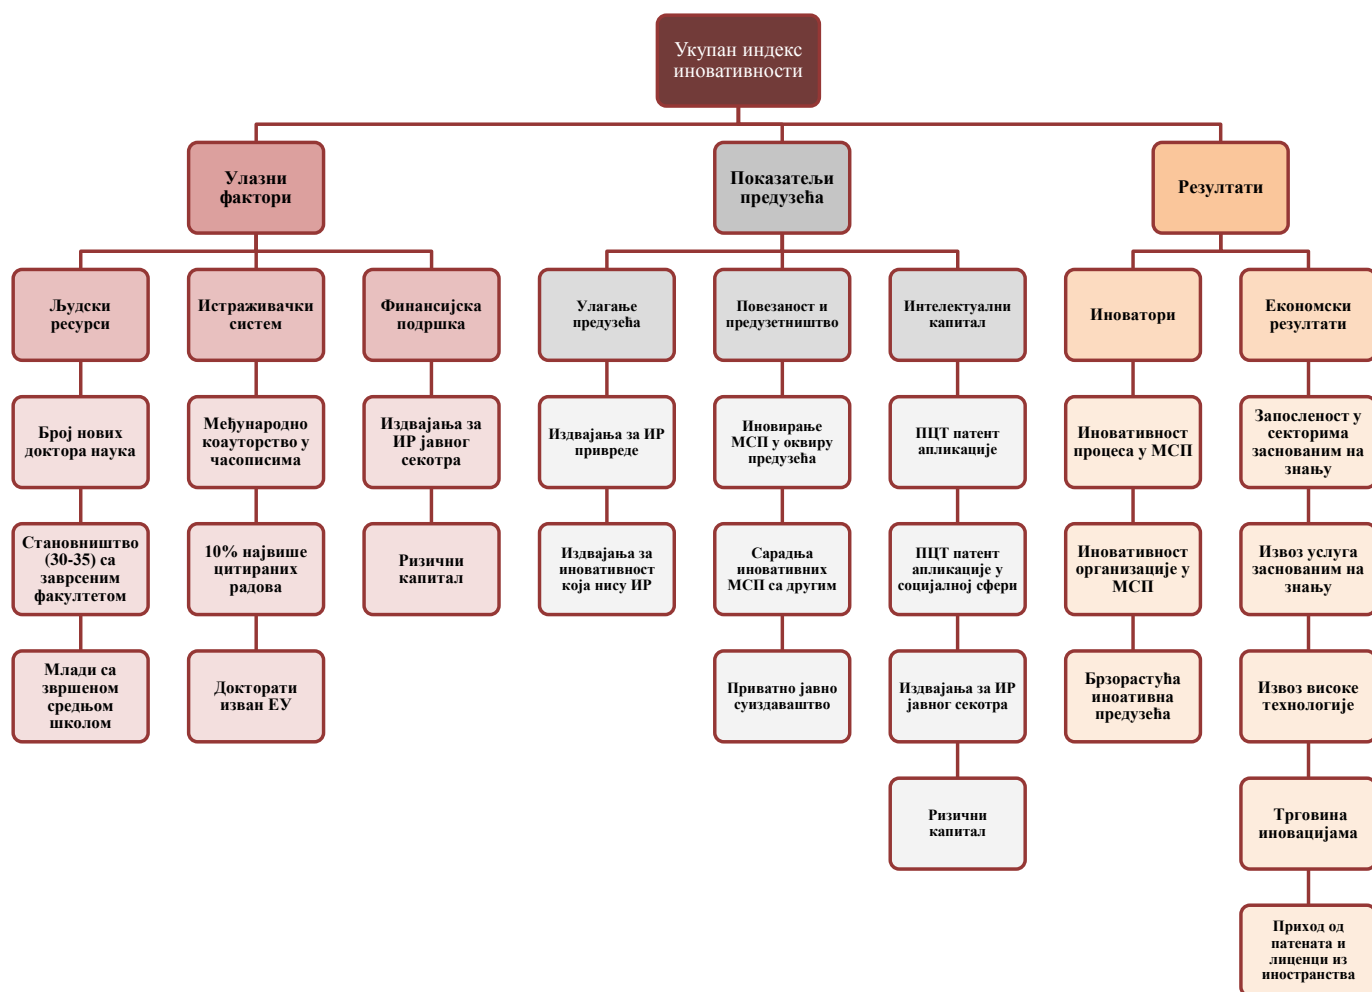 Укупан индекс
иновативности
Улазни
фактори
Показатељи
предузећа
Резултати
Људски
ресурси
Истраживачки
систем
Финансијска
подршка
Улагање
предузећа
Повезаност и
предузетништво
Интелектуални
капитал
Иноватори
Економски
резултати
Број нових
доктора наука
Међународно
коауторство у
часописима
Издвајања за
ИР јавног
секотра
Издвајања за ИР
привреде
Иновирање
МСП у оквиру
предузећа
ПЦТ патент
апликације
Иновативност
процеса у МСП
Запосленост у
секторима
заснованим на
знању
Становништво
(30-35) са
заврсеним
факултетом
10% највише
цитираних
радова
Ризични
капитал
Издвајања за
иновативност
која нису ИР
Сарадња
иновативних
МСП са другим
ПЦТ патент
апликације у
социјалној сфери
Иновативност
организације у
МСП
Извоз услуга
заснованим на
знању
Млади са
звршеном
средњом
школом
Докторати
изван ЕУ
Приватно јавно
суиздаваштво
Издвајања за ИР
јавног секотра
Брзорастућа
иноативна
предузећа
Извоз високе
технологије
Ризични
капитал
Трговина
иновацијама
Приход од
патената и
лиценци из
иностранства